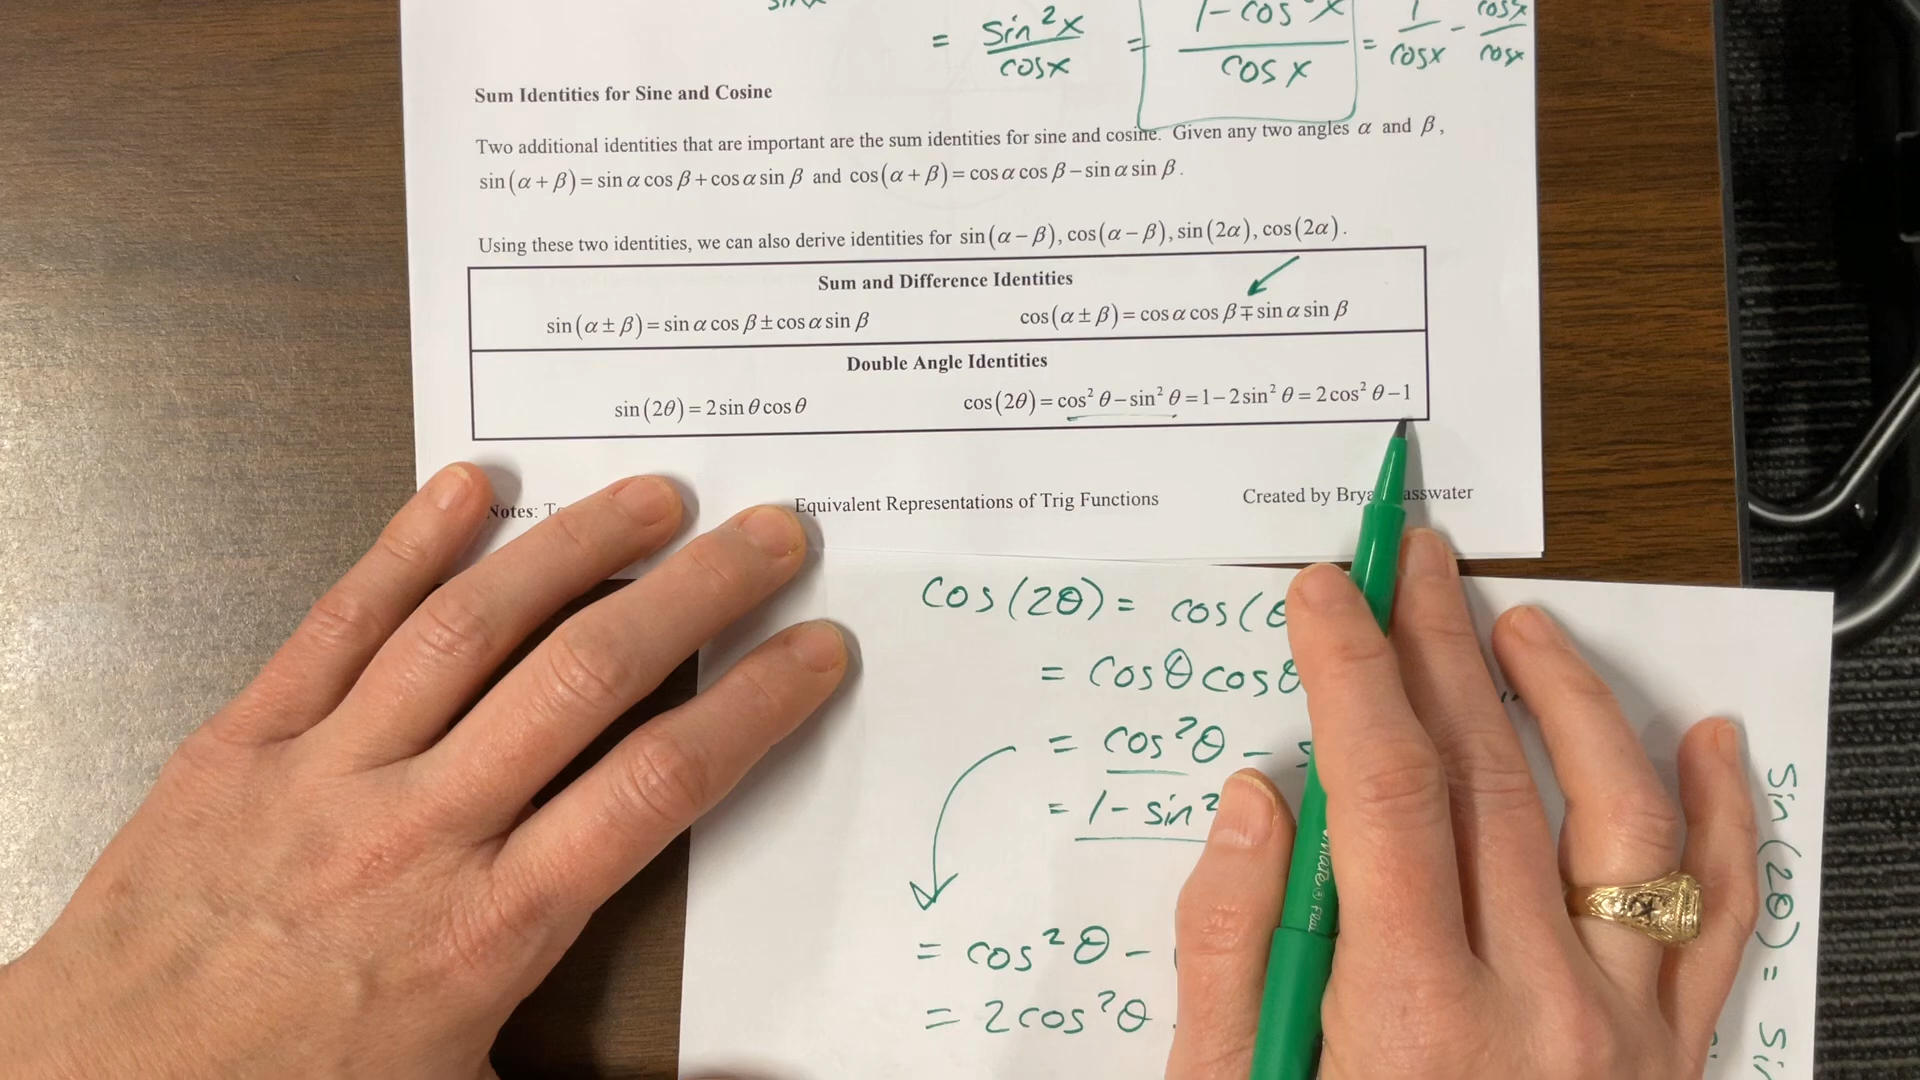 = sin²x/cosx = 1-cos²x/cosx = 1/cosx - cos²x/cosx
Sum Identities for Sine and Cosine
Two additional identities that are important are the sum identities for sine and cosine. Given any two angles α and β,
sin(α + β) = sin α cos β + cos α sin β and cos(α + β) = cos α cos β − sin α sin β.
Using these two identities, we can also derive identities for sin(α − β), cos(α − β), sin(2α), cos(2α).
Sum and Difference Identities
sin(α ± β) = sin α cos β ± cos α sin β cos(α ± β) = cos α cos β ∓ sin α sin β
Double Angle Identities
sin(2θ) = 2 sin θ cos θ cos(2θ) = cos² θ − sin² θ = 1 − 2 sin² θ = 2 cos² θ − 1
Notes: Equivalent Representations of Trig Functions Created by
cos(2θ) = cos(θ
= cosθ cosθ
= cos²θ −
= 1 − sin²
= cos²θ −
= 2cos²θ
sin(2θ) = sin